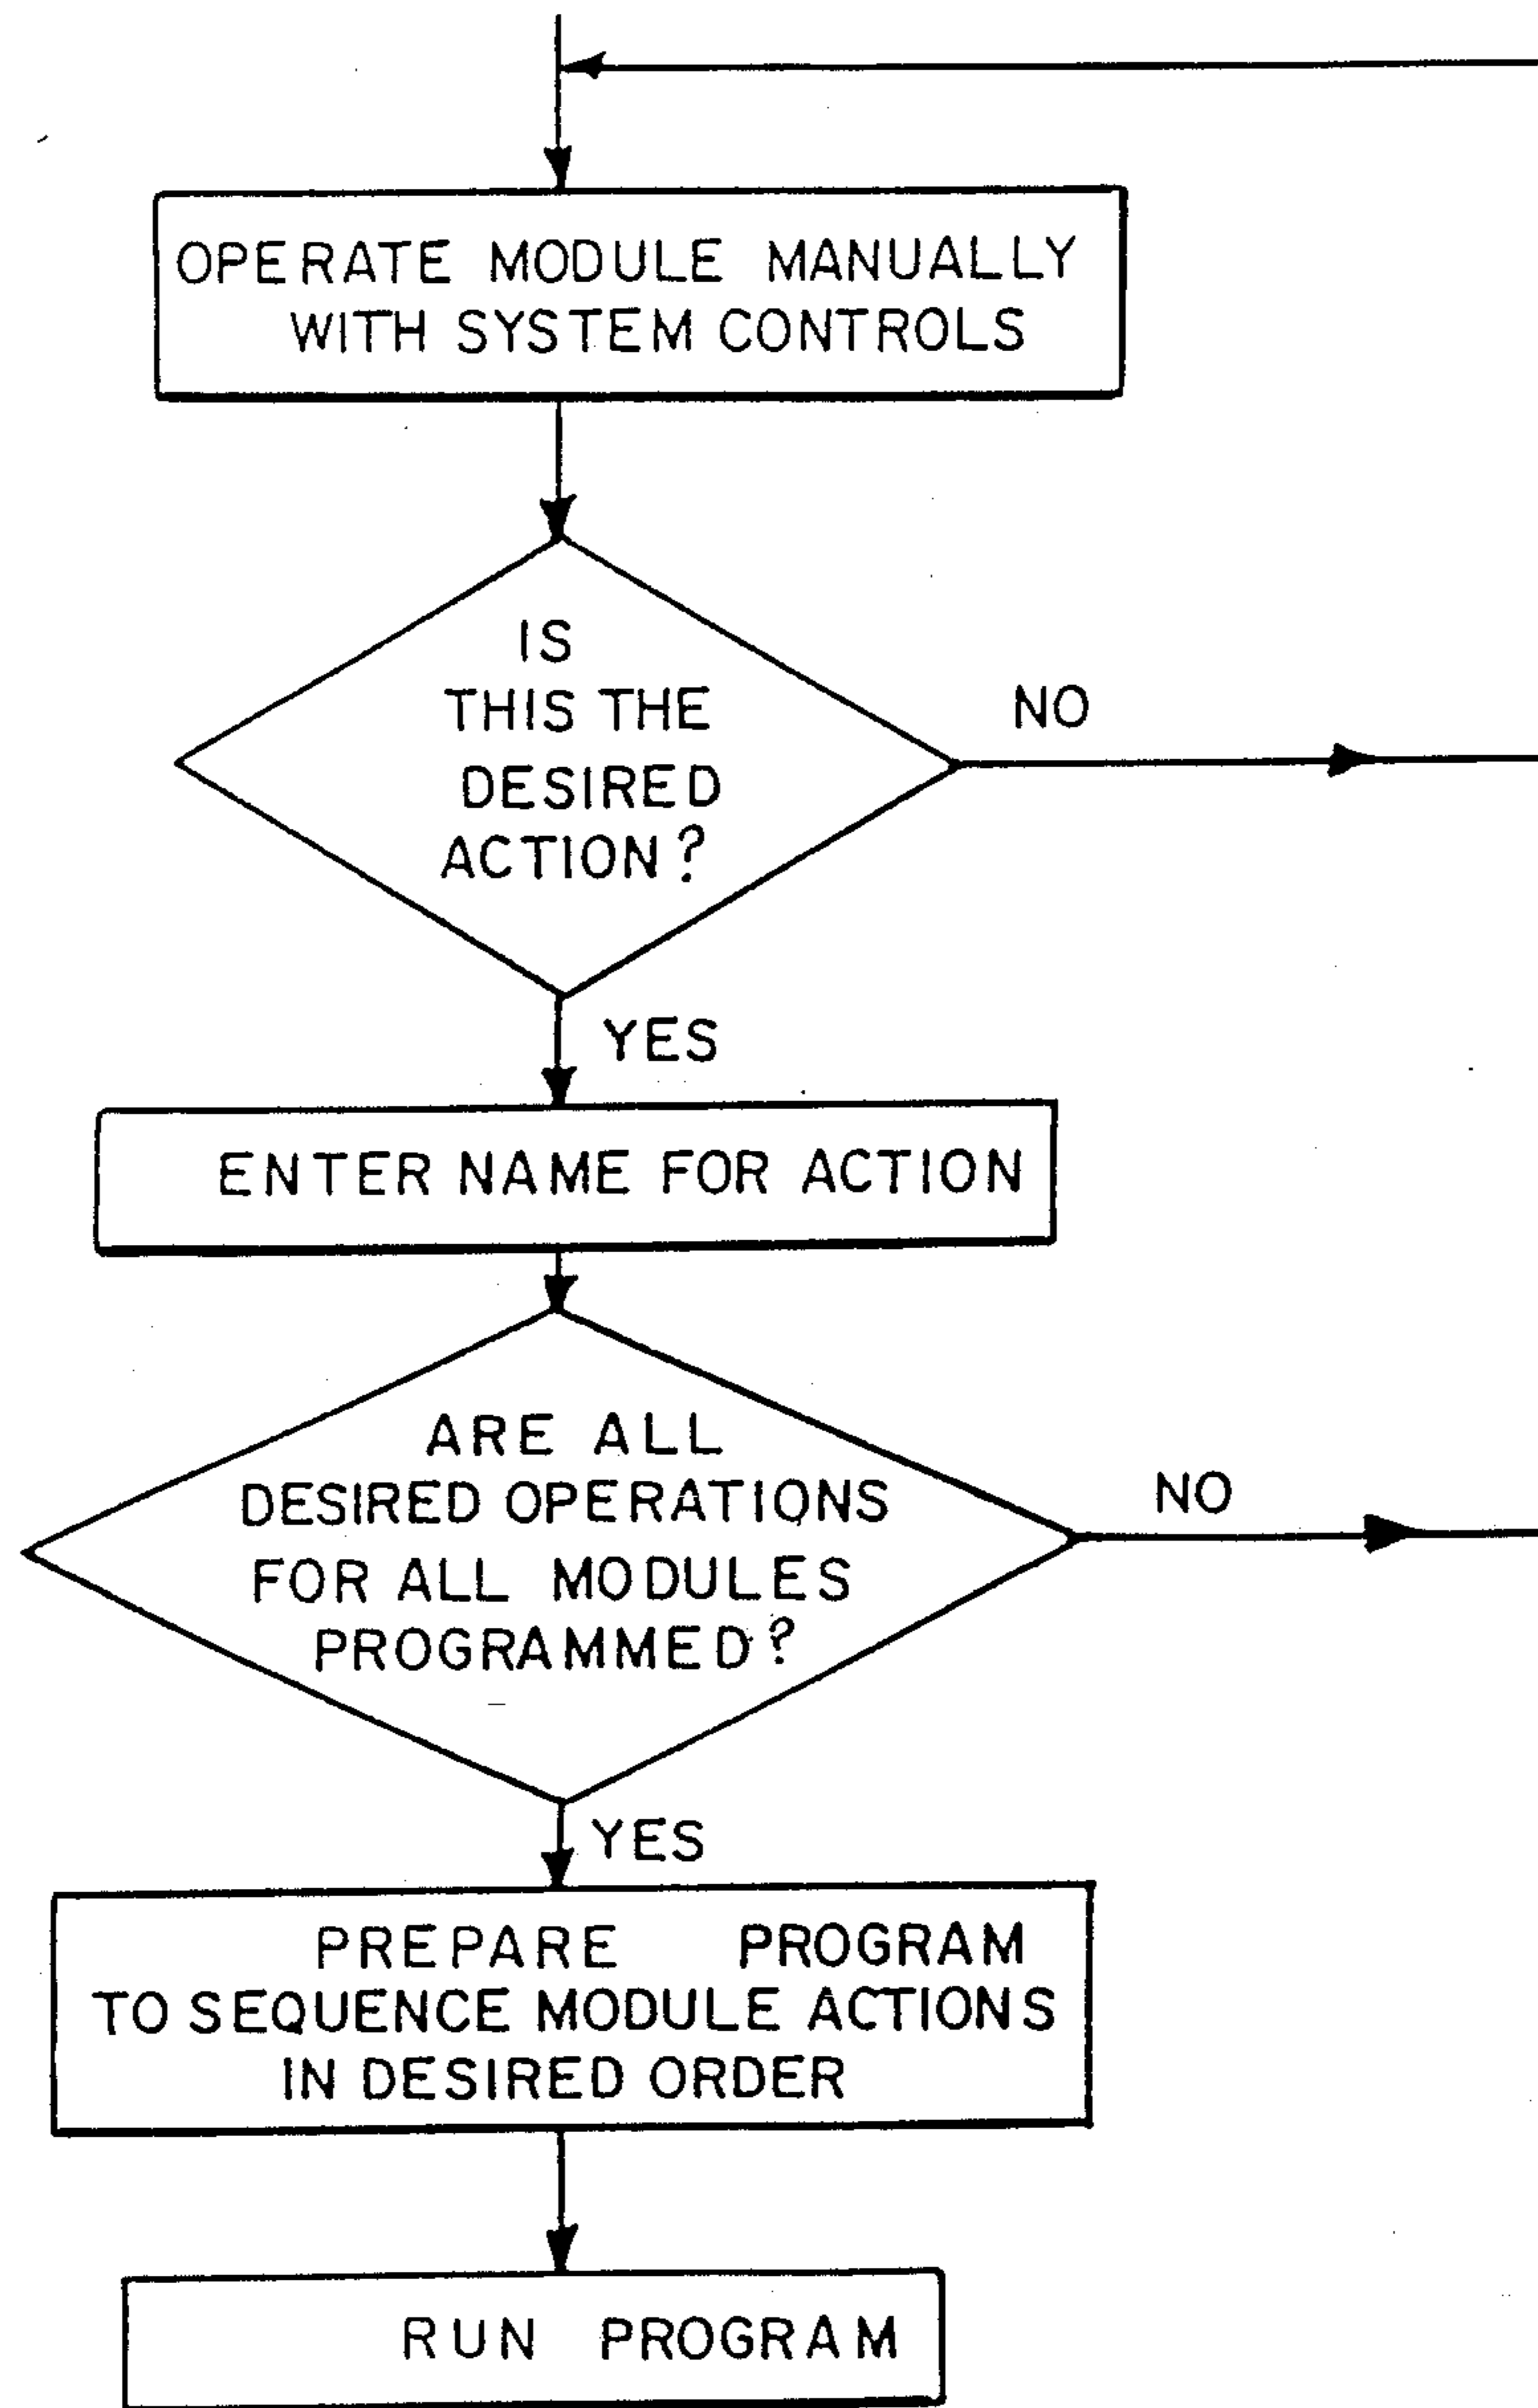 OPERATE MODULE MANUALLY
WITH SYSTEM CONTROLS
IS
THIS THE
DESIRED
ACTION?
NO
YES
ENTER NAME FOR ACTION
ARE ALL
DESIRED OPERATIONS
FOR ALL MODULES
PROGRAMMED?
NO
YES
PREPARE PROGRAM
TO SEQUENCE MODULE ACTIONS
IN DESIRED ORDER
RUN PROGRAM